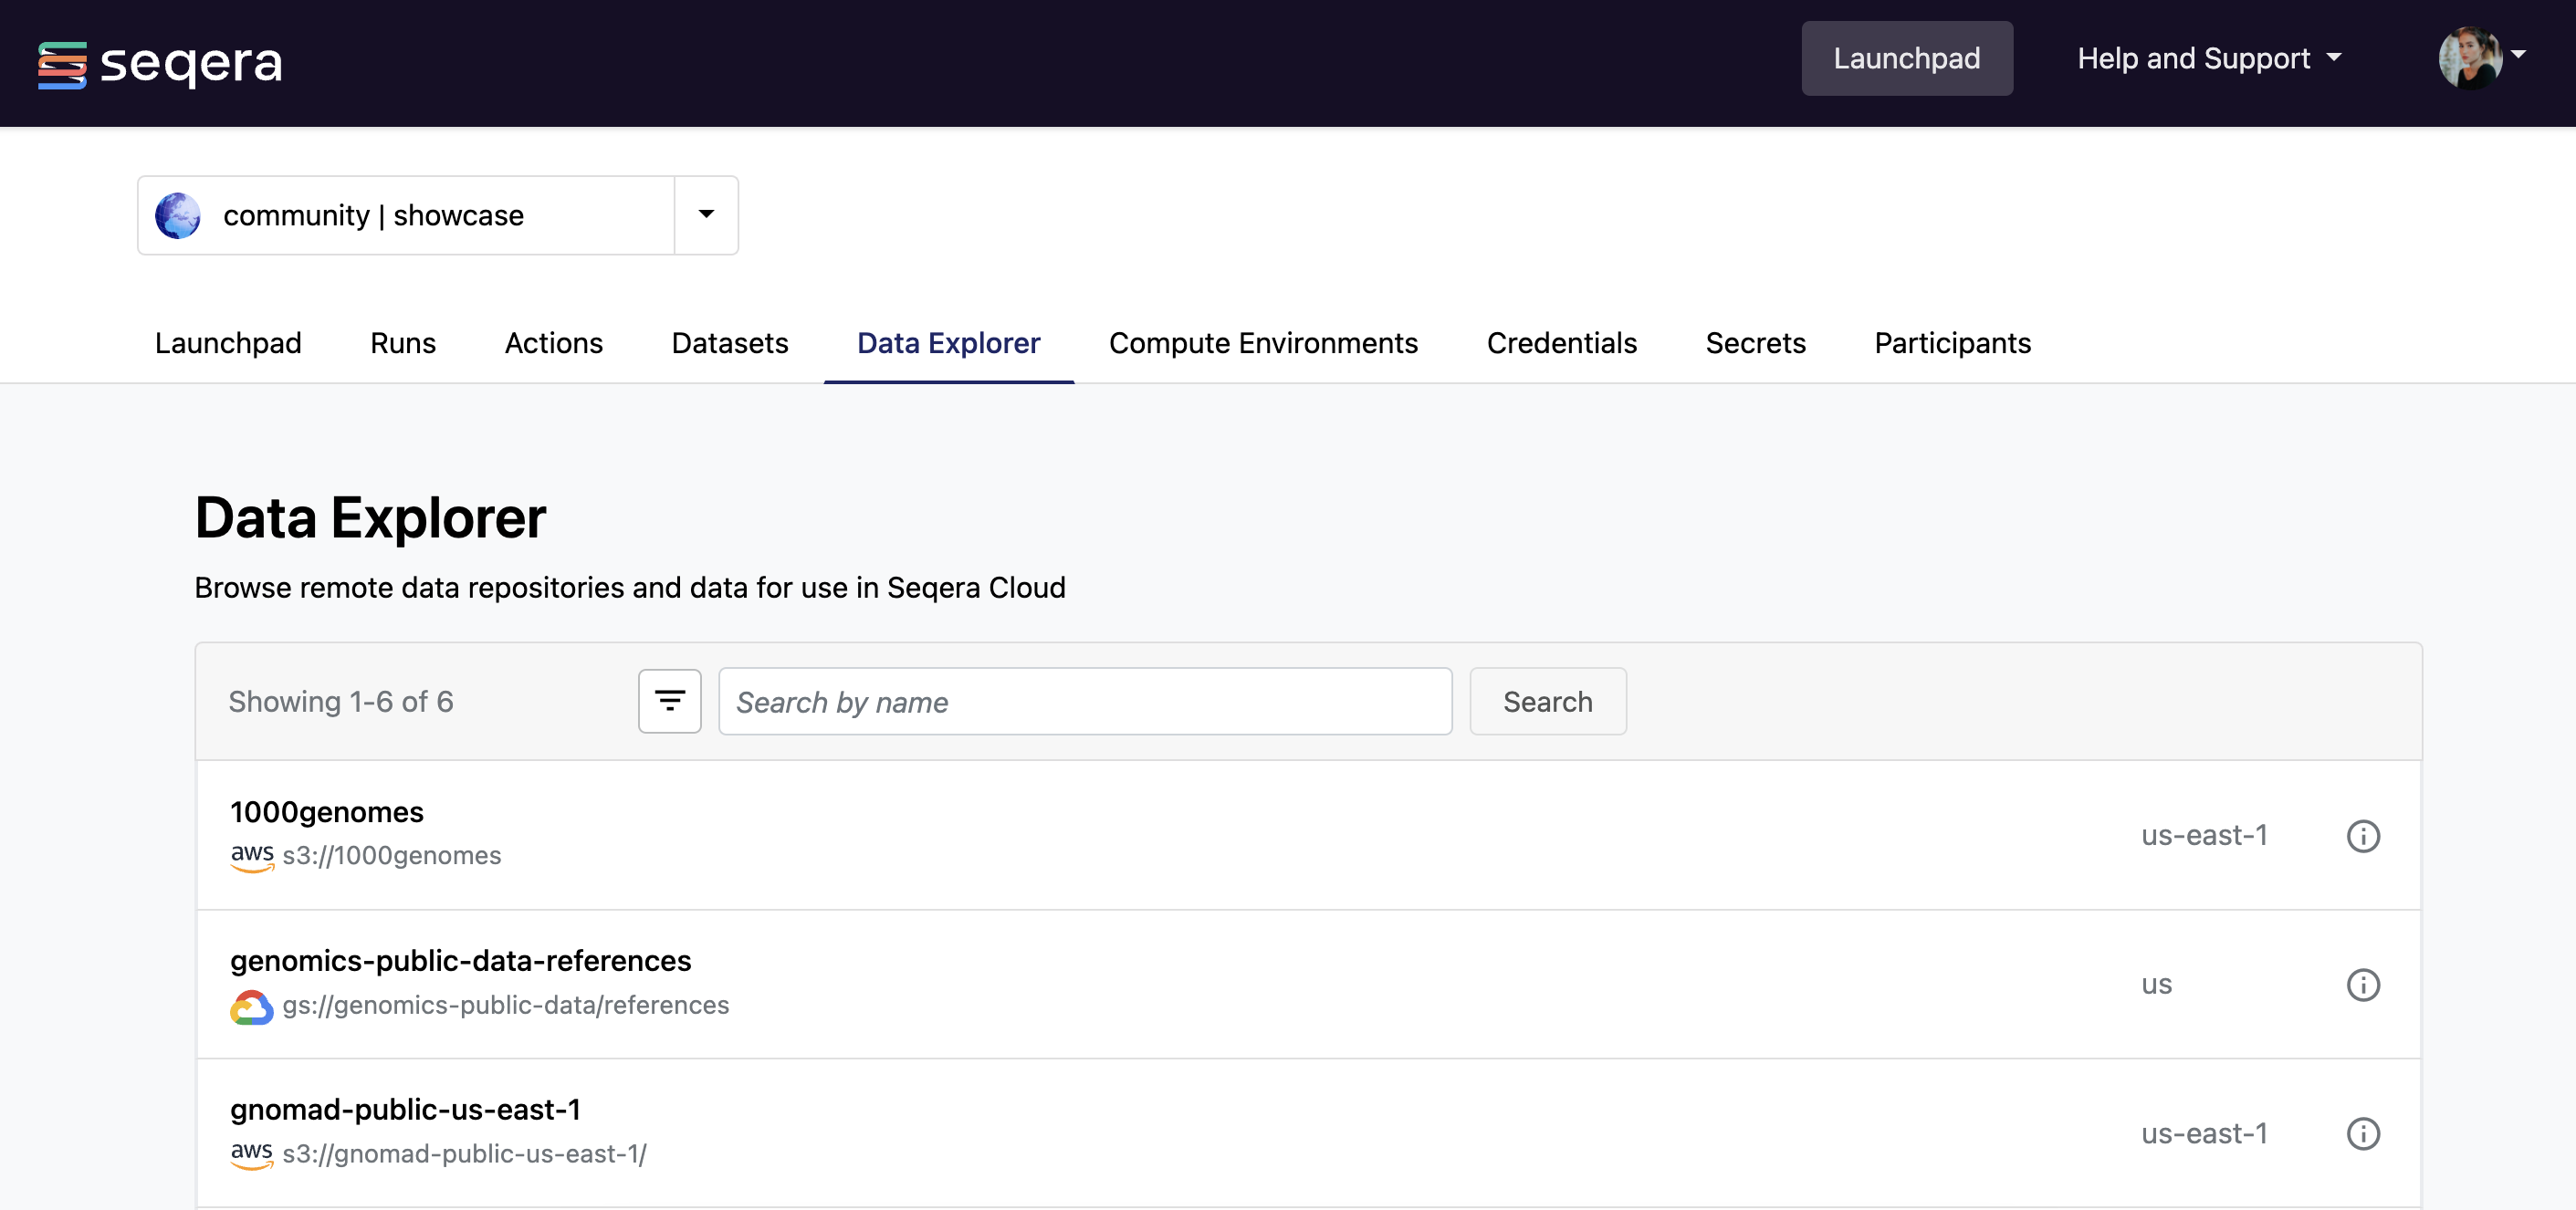 seqera
Launchpad
Help and Support
community | showcase
Launchpad
Runs
Actions
Datasets
Data Explorer
Compute Environments
Credentials
Secrets
Participants
Data Explorer
Browse remote data repositories and data for use in Seqera Cloud
Showing 1-6 of 6
Search by name
Search
1000genomes
aws s3://1000genomes
us-east-1
genomics-public-data-references
gs://genomics-public-data/references
us
gnomad-public-us-east-1
aws s3://gnomad-public-us-east-1/
us-east-1